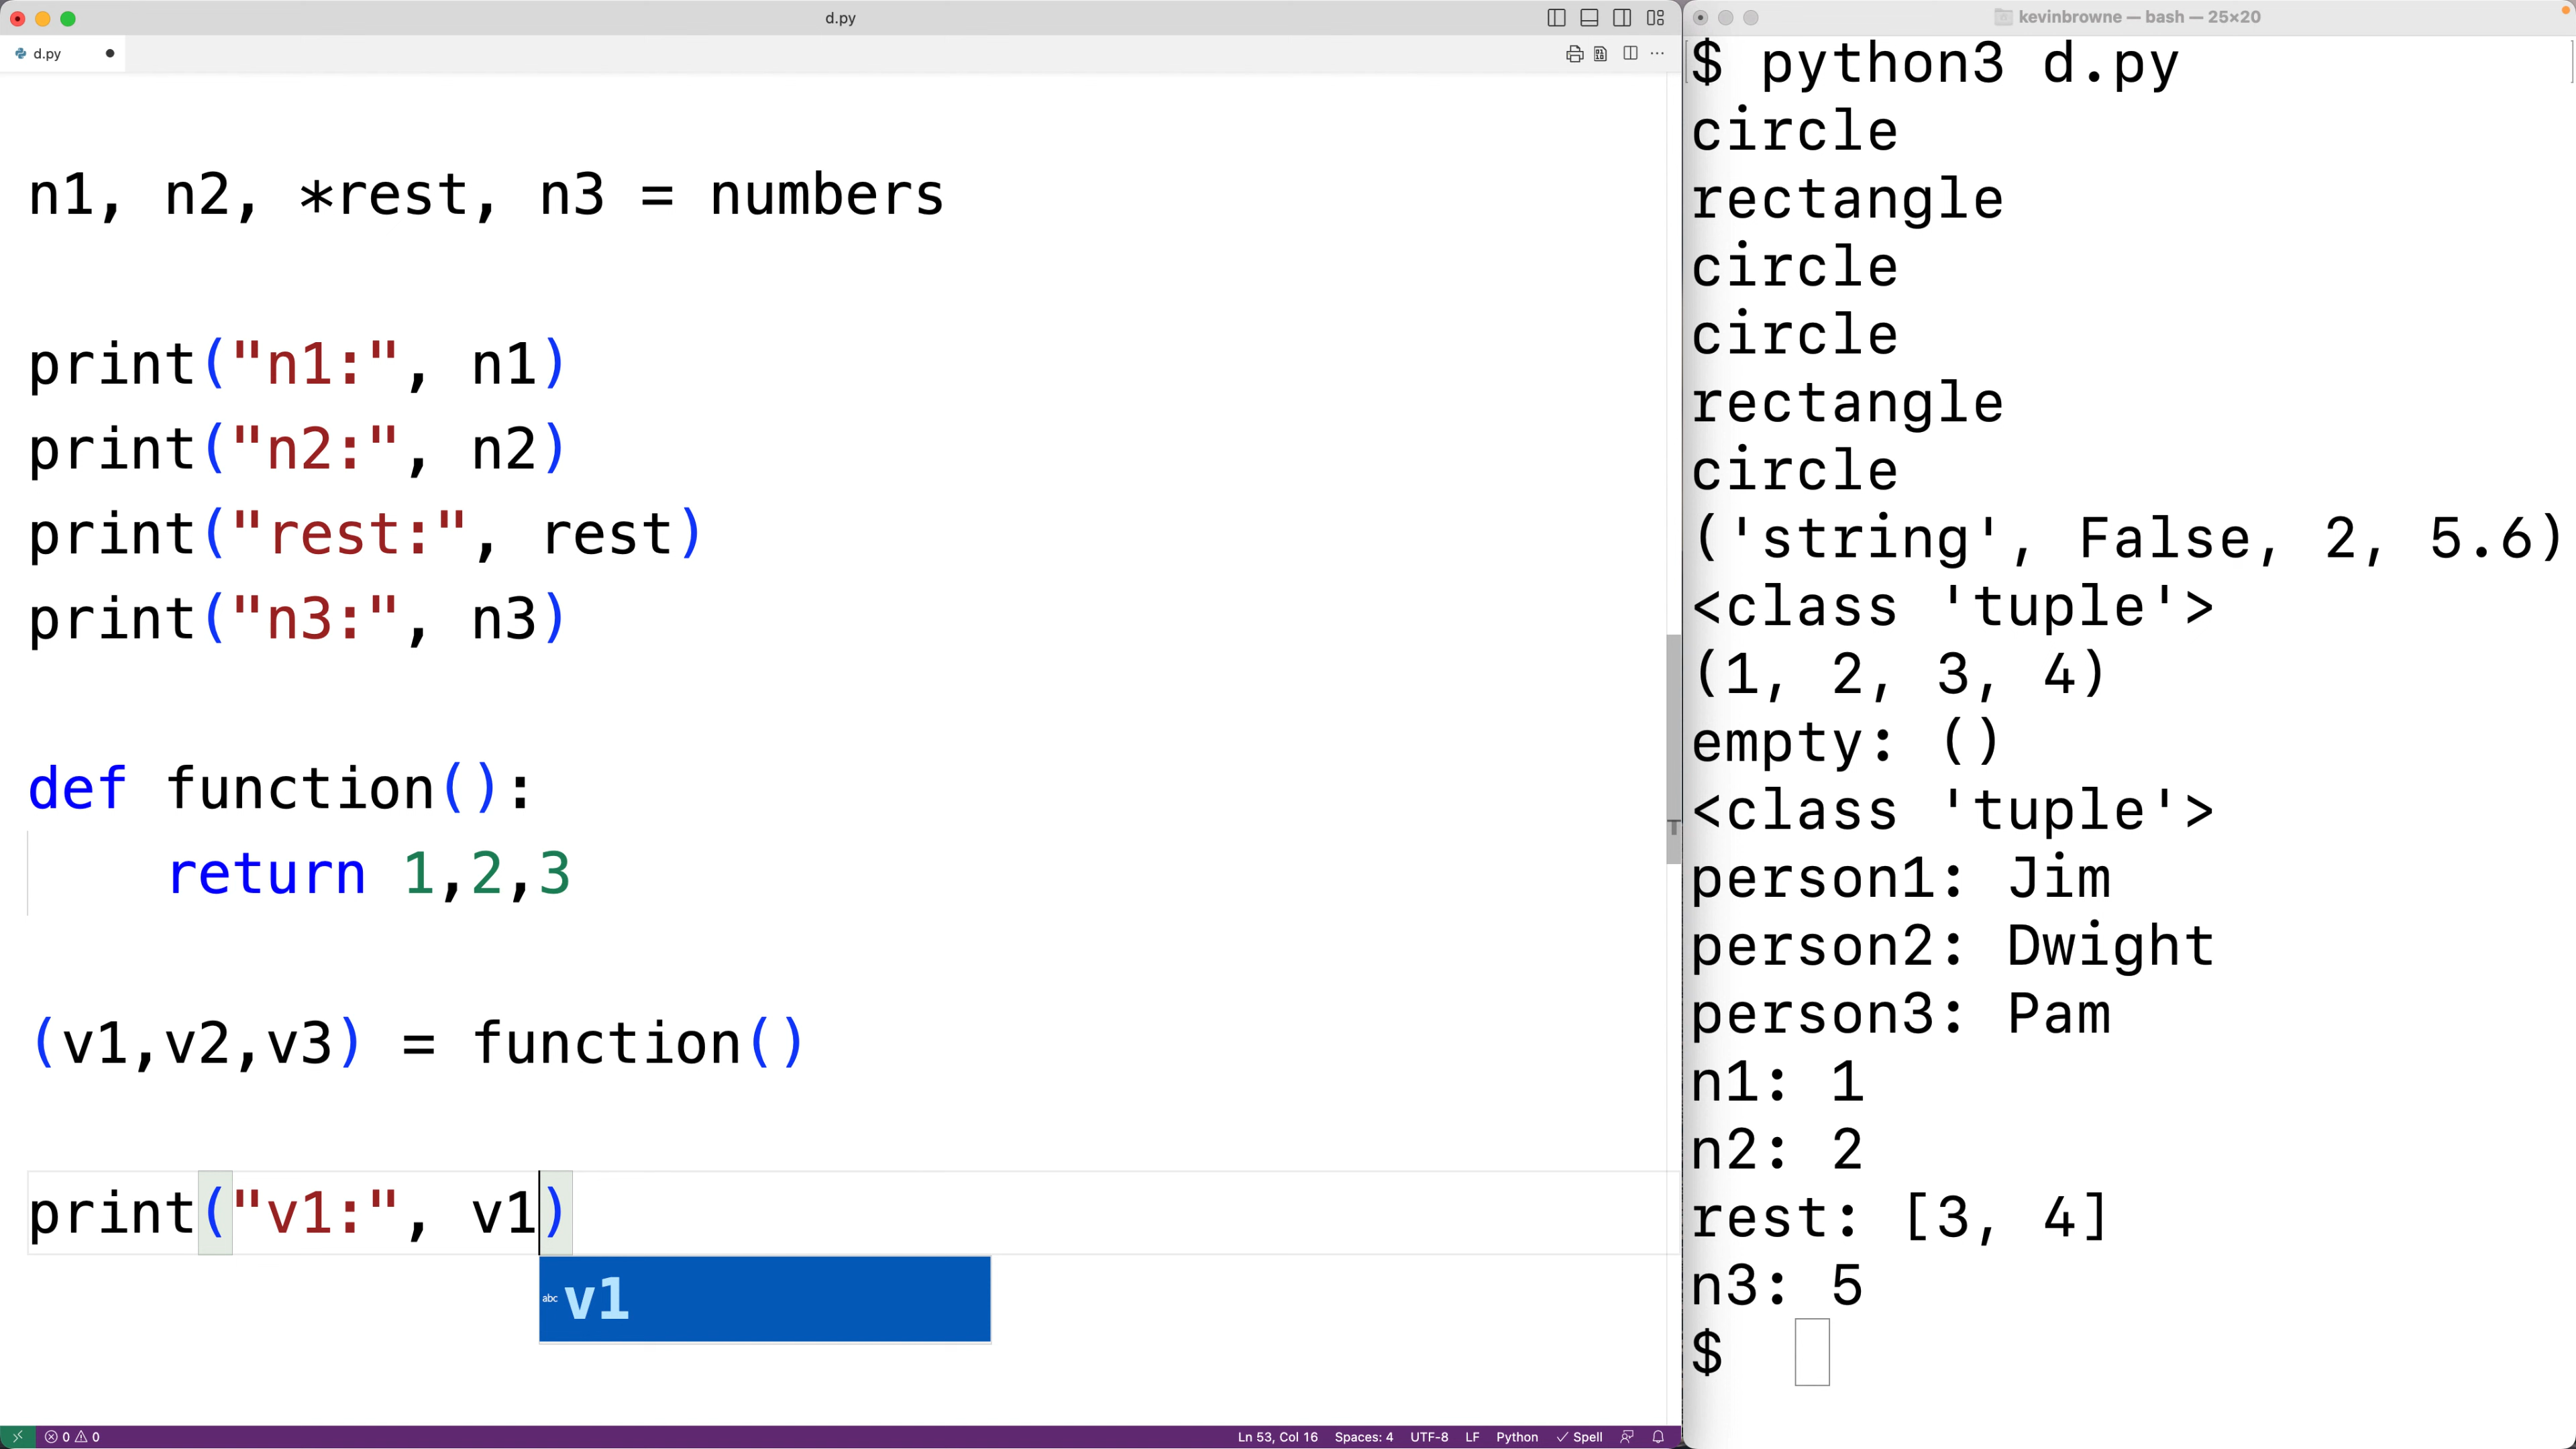 d.py
d.py
n1, n2, *rest, n3 = numbers
print("n1:", n1)
print("n2:", n2)
print("rest:", rest)
print("n3:", n3)
def function():
    return 1,2,3
(v1,v2,v3) = function()
print("v1:", v1)
abc v1
0 0
Ln 53, Col 16 Spaces: 4 UTF-8 LF Python Spell
kevinbrowne — bash — 25×20
$ python3 d.py
circle
rectangle
circle
circle
rectangle
circle
('string', False, 2, 5.6)
<class 'tuple'>
(1, 2, 3, 4)
empty: ()
<class 'tuple'>
person1: Jim
person2: Dwight
person3: Pam
n1: 1
n2: 2
rest: [3, 4]
n3: 5
$